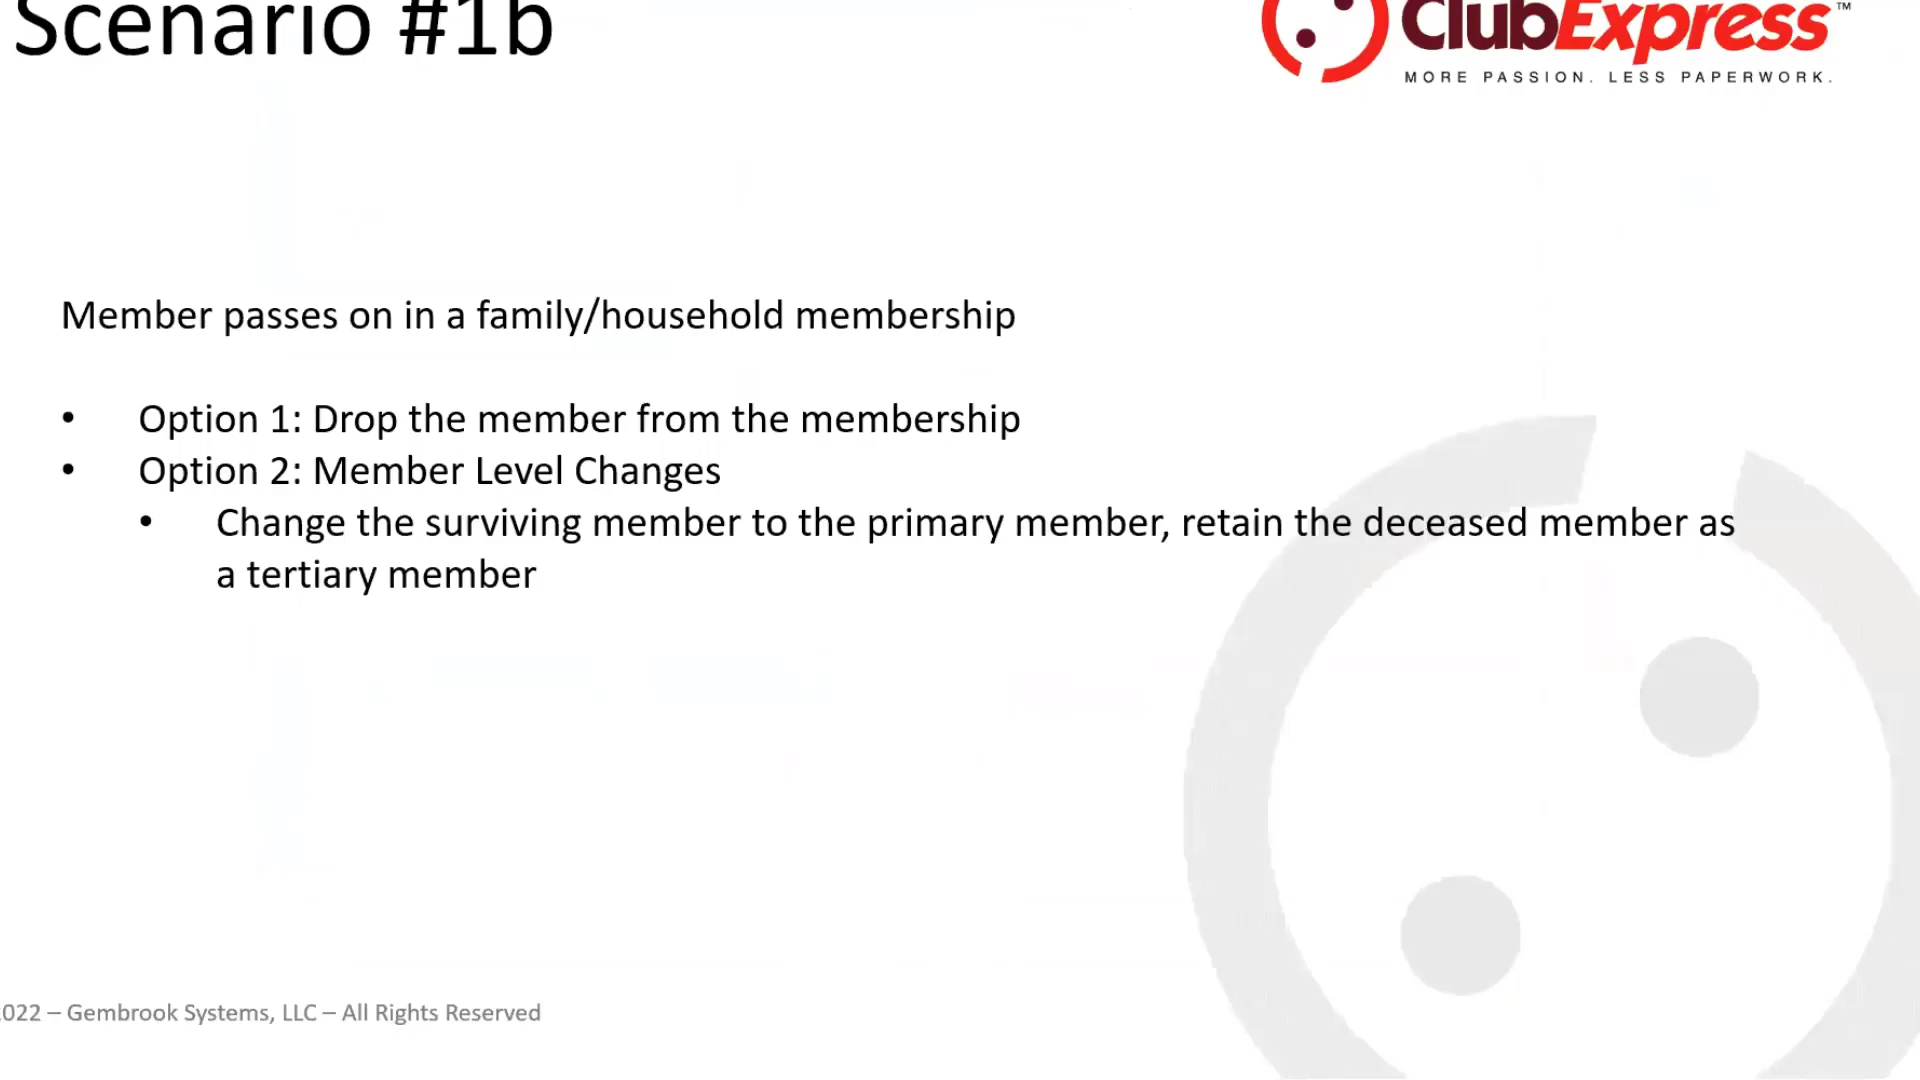 Scenario #1b
ClubExpress™
MORE PASSION. LESS PAPERWORK.
Member passes on in a family/household membership
• Option 1: Drop the member from the membership
• Option 2: Member Level Changes
• Change the surviving member to the primary member, retain the deceased member as
a tertiary member
022 – Gembrook Systems, LLC – All Rights Reserved